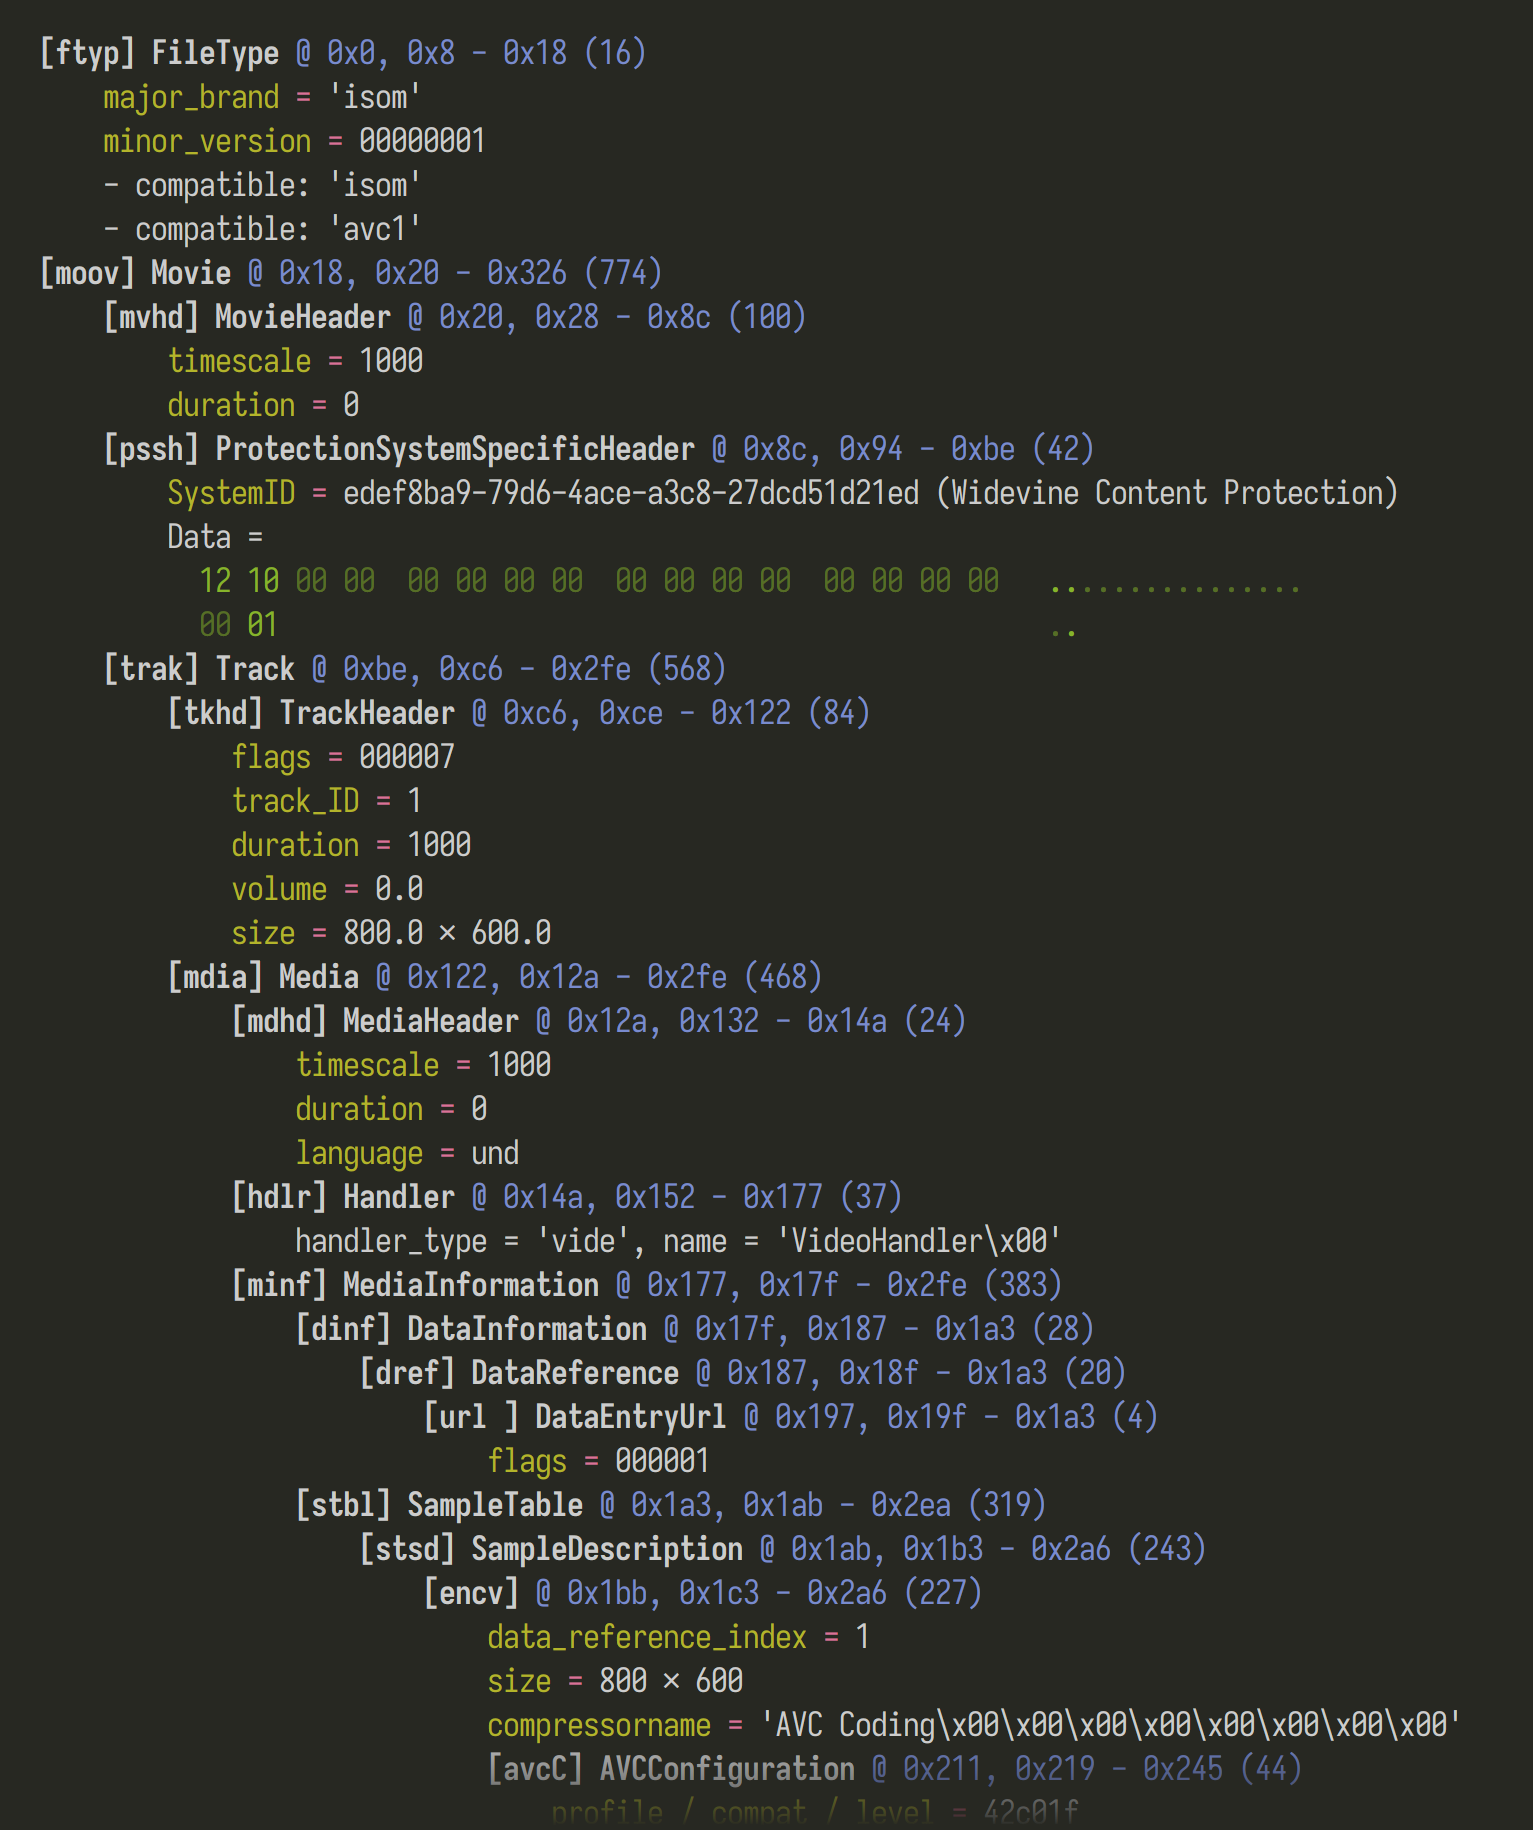 [ftyp] FileType @ 0x0, 0x8 - 0x18 (16)
major_brand = 'isom'
minor_version = 00000001
- compatible: 'isom'
- compatible: 'avc1'
[moov] Movie @ 0x18, 0x20 - 0x326 (774)
[mvhd] MovieHeader @ 0x20, 0x28 - 0x8c (100)
timescale = 1000
duration = 0
[pssh] ProtectionSystemSpecificHeader @ 0x8c, 0x94 - 0xbe (42)
SystemID = edef8ba9-79d6-4ace-a3c8-27dcd51d21ed (Widevine Content Protection)
Data =
12 10 00 00  00 00 00 00  00 00 00 00  00 00 00 00   ................
00 01   ..
[trak] Track @ 0xbe, 0xc6 - 0x2fe (568)
[tkhd] TrackHeader @ 0xc6, 0xce - 0x122 (84)
flags = 000007
track_ID = 1
duration = 1000
volume = 0.0
size = 800.0 × 600.0
[mdia] Media @ 0x122, 0x12a - 0x2fe (468)
[mdhd] MediaHeader @ 0x12a, 0x132 - 0x14a (24)
timescale = 1000
duration = 0
language = und
[hdlr] Handler @ 0x14a, 0x152 - 0x177 (37)
handler_type = 'vide', name = 'VideoHandler\x00'
[minf] MediaInformation @ 0x177, 0x17f - 0x2fe (383)
[dinf] DataInformation @ 0x17f, 0x187 - 0x1a3 (28)
[dref] DataReference @ 0x187, 0x18f - 0x1a3 (20)
[url ] DataEntryUrl @ 0x197, 0x19f - 0x1a3 (4)
flags = 000001
[stbl] SampleTable @ 0x1a3, 0x1ab - 0x2ea (319)
[stsd] SampleDescription @ 0x1ab, 0x1b3 - 0x2a6 (243)
[encv] @ 0x1bb, 0x1c3 - 0x2a6 (227)
data_reference_index = 1
size = 800 × 600
compressorname = 'AVC Coding\x00\x00\x00\x00\x00\x00\x00\x00'
[avcC] AVCConfiguration @ 0x211, 0x219 - 0x245 (44)
profile / compat / level = 42c01f